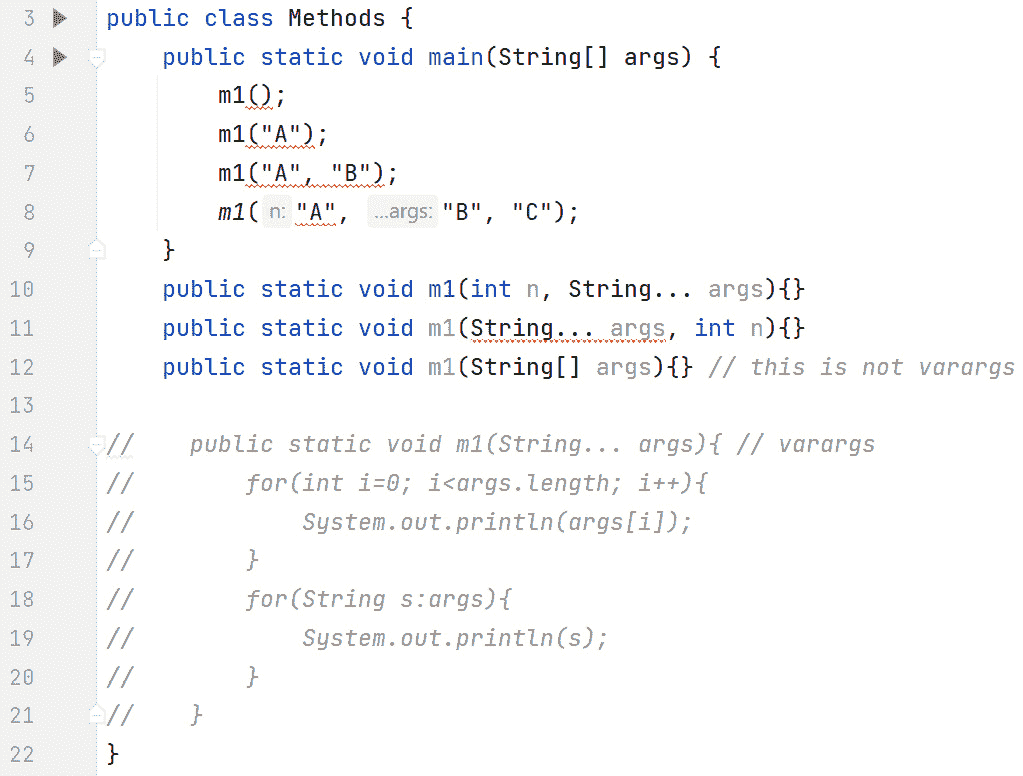 3 public class Methods {
4 public static void main(String[] args) {
5 m1();
6 m1("A");
7 m1("A", "B");
8 m1( n: "A", ...args: "B", "C");
9 }
10 public static void m1(int n, String... args){}
11 public static void m1(String... args, int n){}
12 public static void m1(String[] args){} // this is not varargs
13
14 // public static void m1(String... args){ // varargs
15 // for(int i=0; i<args.length; i++){
16 // System.out.println(args[i]);
17 // }
18 // for(String s:args){
19 // System.out.println(s);
20 // }
21 // }
22 }